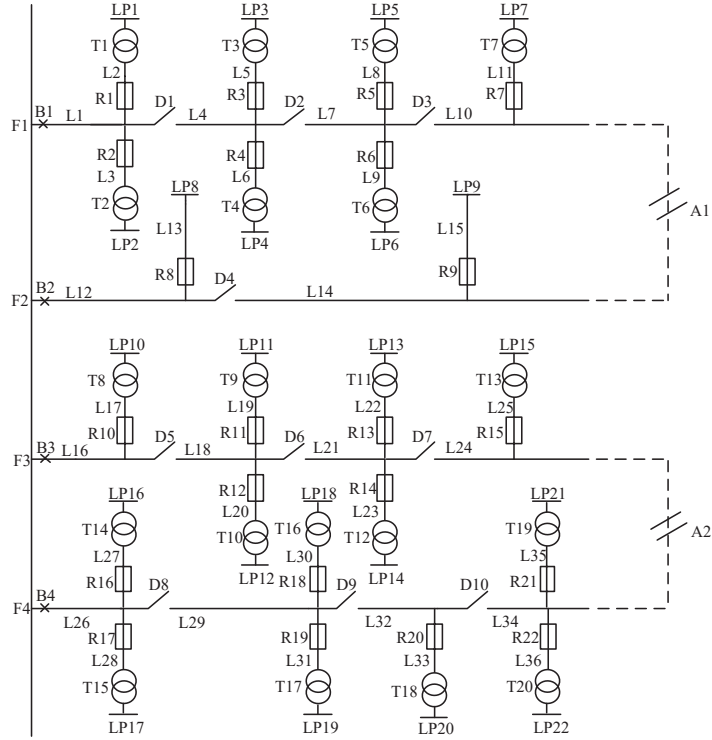 LP1 LP3 LP5 LP7
T1 T3 T5 T7
L2 L5 L8 L11
R1 R3 R5 R7
B1 D1 D2 D3
F1 L1 L4 L7 L10
R2 R4 R6
L3 L6 L9
LP8 LP9
T2 T4 T6 A1
L13 L15
LP2 LP4 LP6
R8 R9
B2 D4
F2 L12 L14
LP10 LP11 LP13 LP15
T8 T9 T11 T13
L17 L19 L22 L25
R10 R11 R13 R15
B3 D5 D6 D7
F3 L16 L18 L21 L24
R12 R14
LP16 LP18 LP21
L20 L23
T14 T10 T16 T12 T19 A2
L27 L30 L35
LP12 LP14
R16 R18 R21
B4 D8 D9 D10
F4
L26 L29 L32 L34
R17 R19 R20 R22
L28 L31 L33 L36
T15 T17 T18 T20
LP17 LP19 LP20 LP22